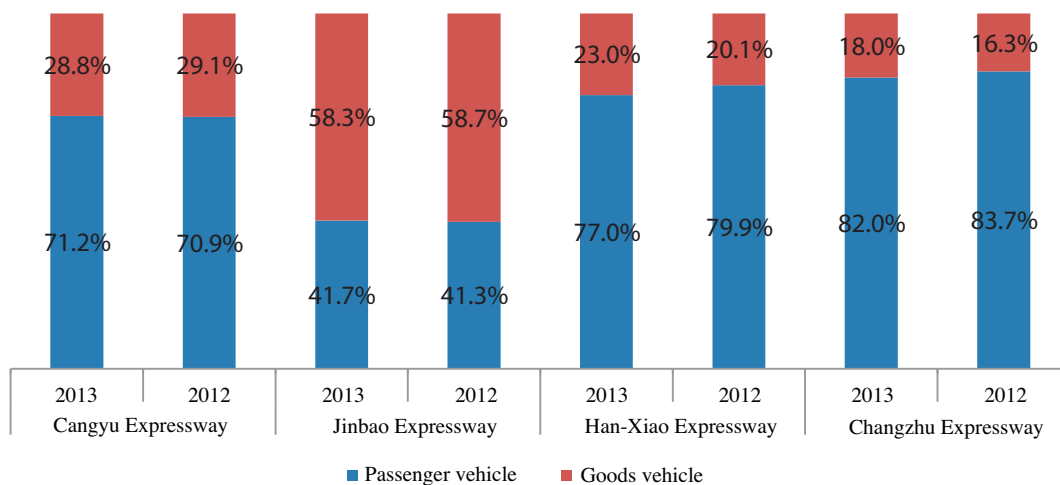 28.8% 29.1% 58.3% 58.7% 23.0% 20.1% 18.0% 16.3%
71.2% 70.9% 41.7% 41.3% 77.0% 79.9% 82.0% 83.7%
2013 2012 2013 2012 2013 2012 2013 2012
Cangyu Expressway Jinbao Expressway Han-Xiao Expressway Changzhu Expressway
Passenger vehicle Goods vehicle